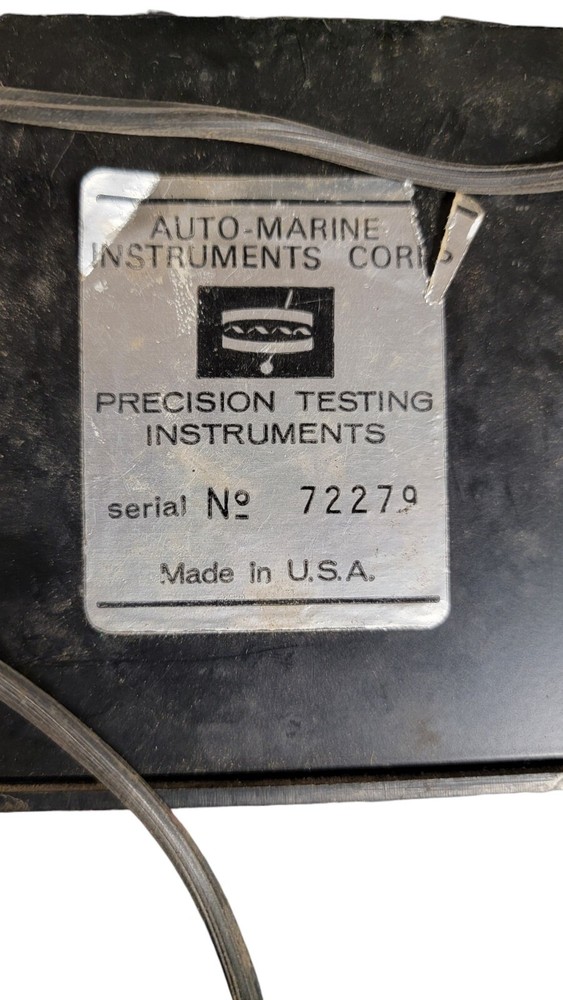 AUTO-MARINE
INSTRUMENTS CORP
PRECISION TESTING
INSTRUMENTS
serial Nº 72279
Made in U.S.A.